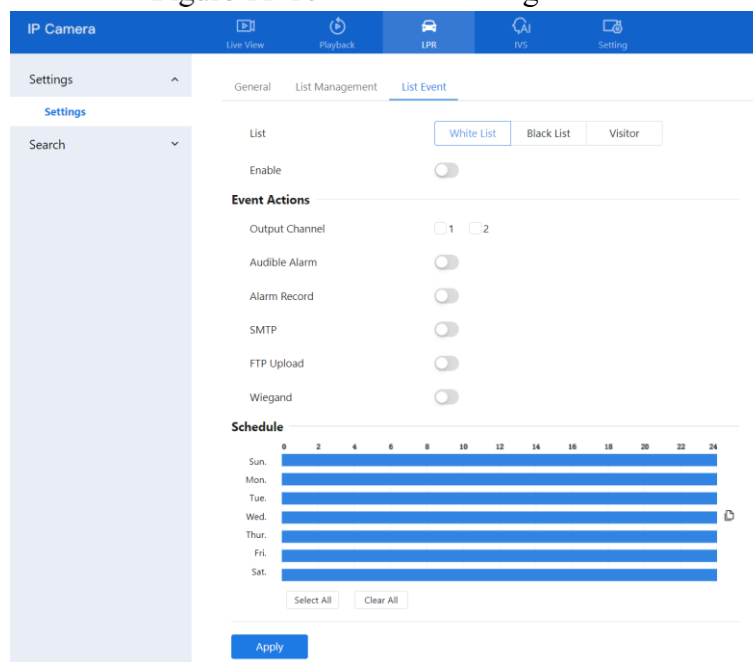 IP Camera
Live View Playback LPR IVS Setting
Settings
Settings
Search
General List Management List Event
List White List Black List Visitor
Enable
Event Actions
Output Channel 1 2
Audible Alarm
Alarm Record
SMTP
FTP Upload
Wiegand
Schedule
0 2 4 6 8 10 12 14 16 18 20 22 24
Sun.
Mon.
Tue.
Wed.
Thur.
Fri.
Sat.
Select All Clear All
Apply